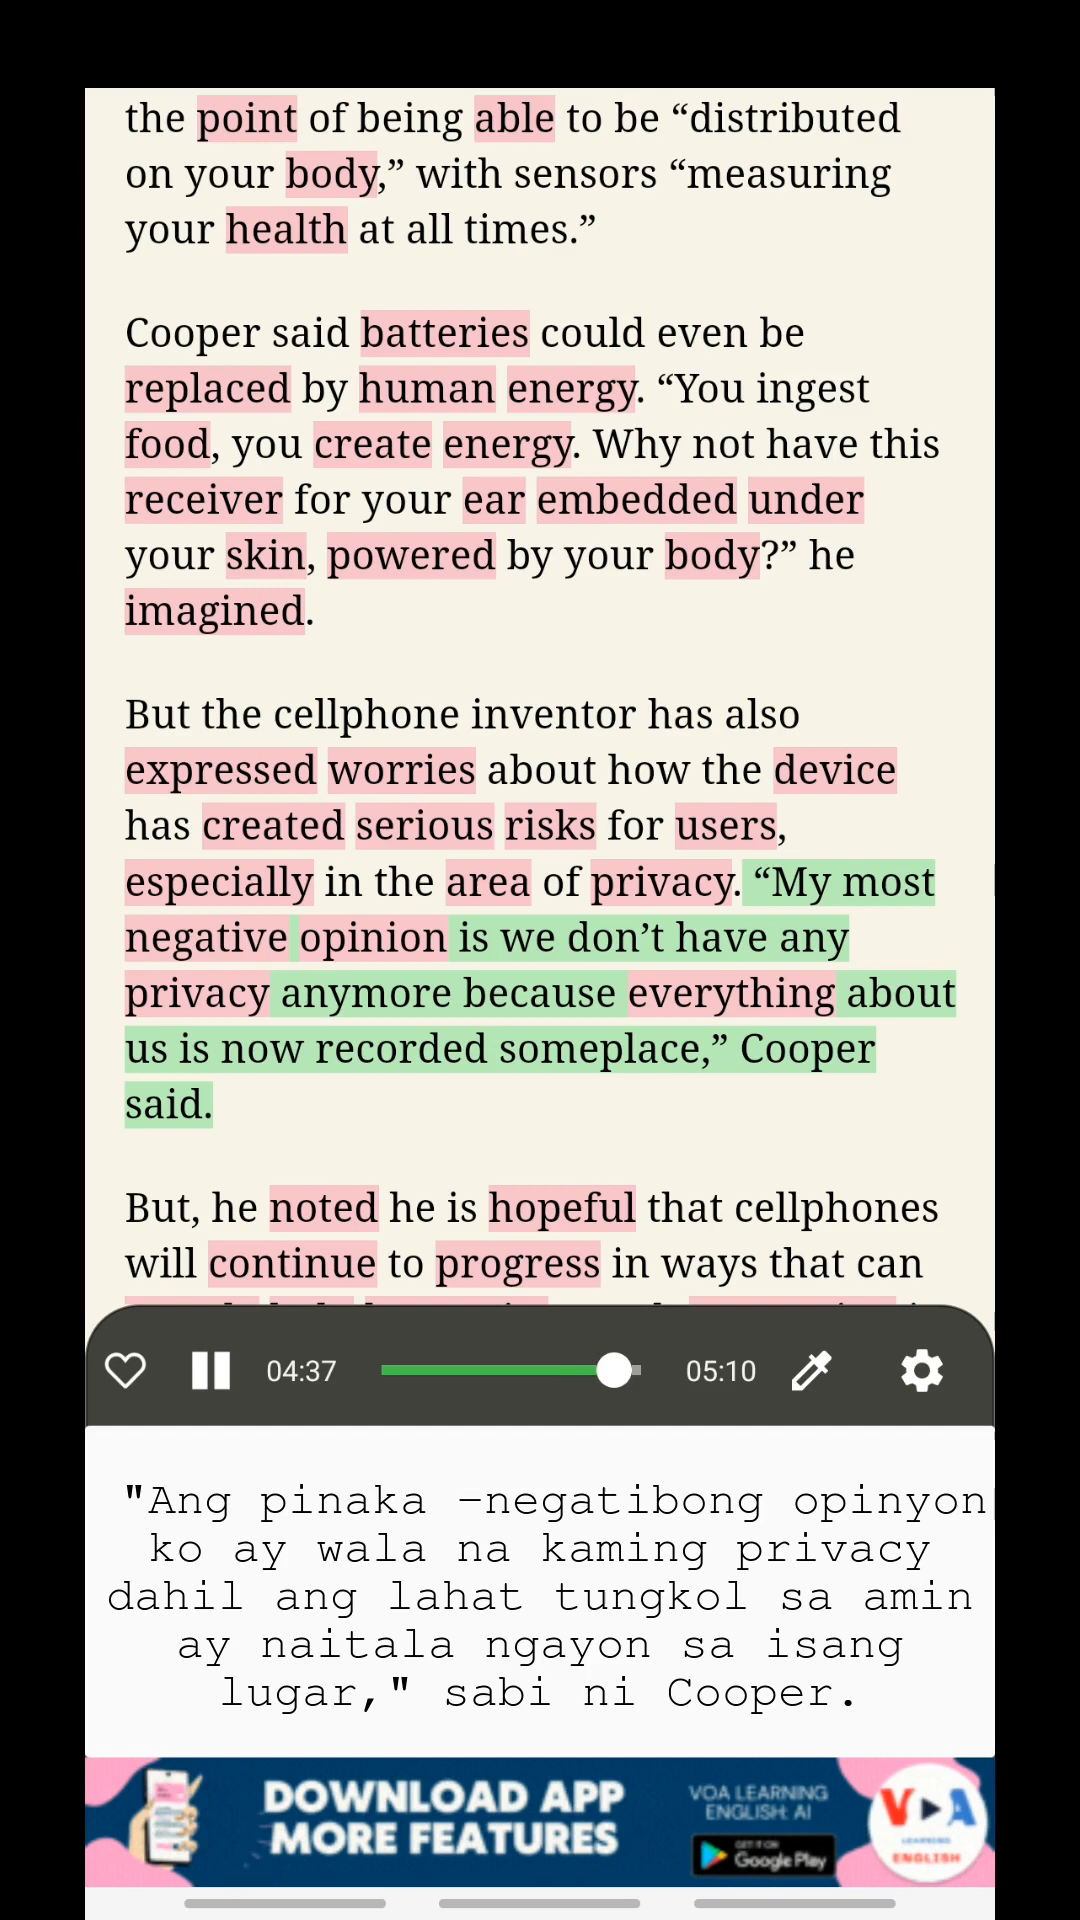 the point of being able to be “distributed
on your body,” with sensors “measuring
your health at all times.”
Cooper said batteries could even be
replaced by human energy. “You ingest
food, you create energy. Why not have this
receiver for your ear embedded under
your skin, powered by your body?” he
imagined.
But the cellphone inventor has also
expressed worries about how the device
has created serious risks for users,
especially in the area of privacy. “My most
negative opinion is we don’t have any
privacy anymore because everything about
us is now recorded someplace,” Cooper
said.
But, he noted he is hopeful that cellphones
will continue to progress in ways that can
04:37
05:10
"Ang pinaka -negatibong opinyon
ko ay wala na kaming privacy
dahil ang lahat tungkol sa amin
ay naitala ngayon sa isang
lugar," sabi ni Cooper.
DOWNLOAD APP
MORE FEATURES
VOA LEARNING
ENGLISH: AI
GET IT ON
Google Play
VOA
LEARNING
ENGLISH